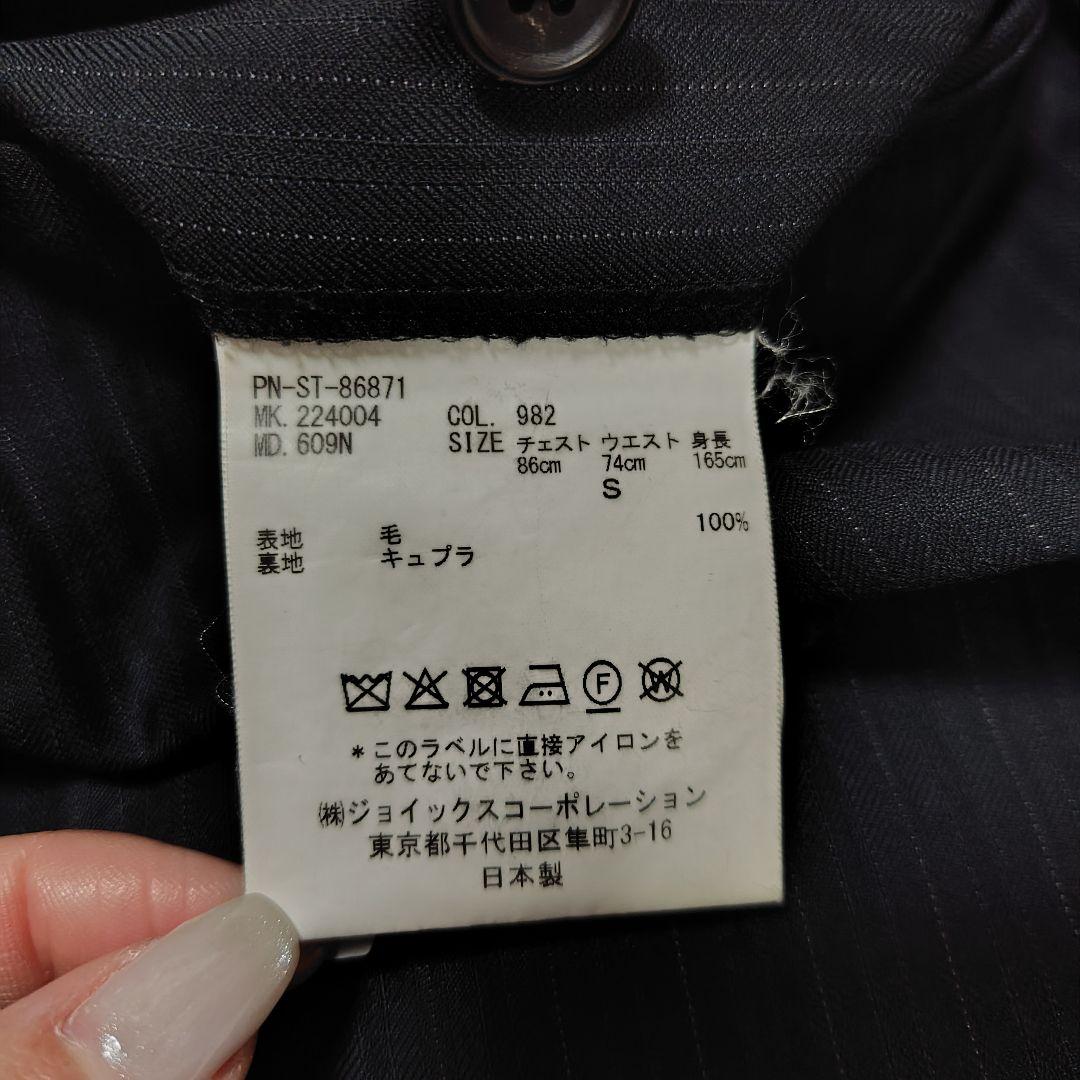 PN-ST-86871
MK. 224004 COL. 982
MD. 609N SIZE チェスト ウエスト 身長
86cm 74cm 165cm
S
表地 毛 100%
裏地 キュプラ
F W
*このラベルに直接アイロンを
あてないで下さい。
㈱ジョイックスコーポレーション
東京都千代田区隼町3-16
日本製